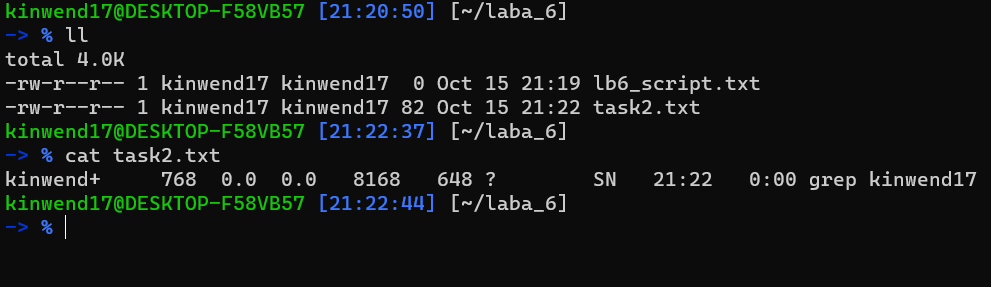 kinwend17@DESKTOP-F58VB57 [21:20:50] [~/laba_6]
-> % ll
total 4.0K
-rw-r--r-- 1 kinwend17 kinwend17  0 Oct 15 21:19 lb6_script.txt
-rw-r--r-- 1 kinwend17 kinwend17 82 Oct 15 21:22 task2.txt
kinwend17@DESKTOP-F58VB57 [21:22:37] [~/laba_6]
-> % cat task2.txt
kinwend+     768  0.0  0.0   8168   648 ?        SN   21:22   0:00 grep kinwend17
kinwend17@DESKTOP-F58VB57 [21:22:44] [~/laba_6]
-> %